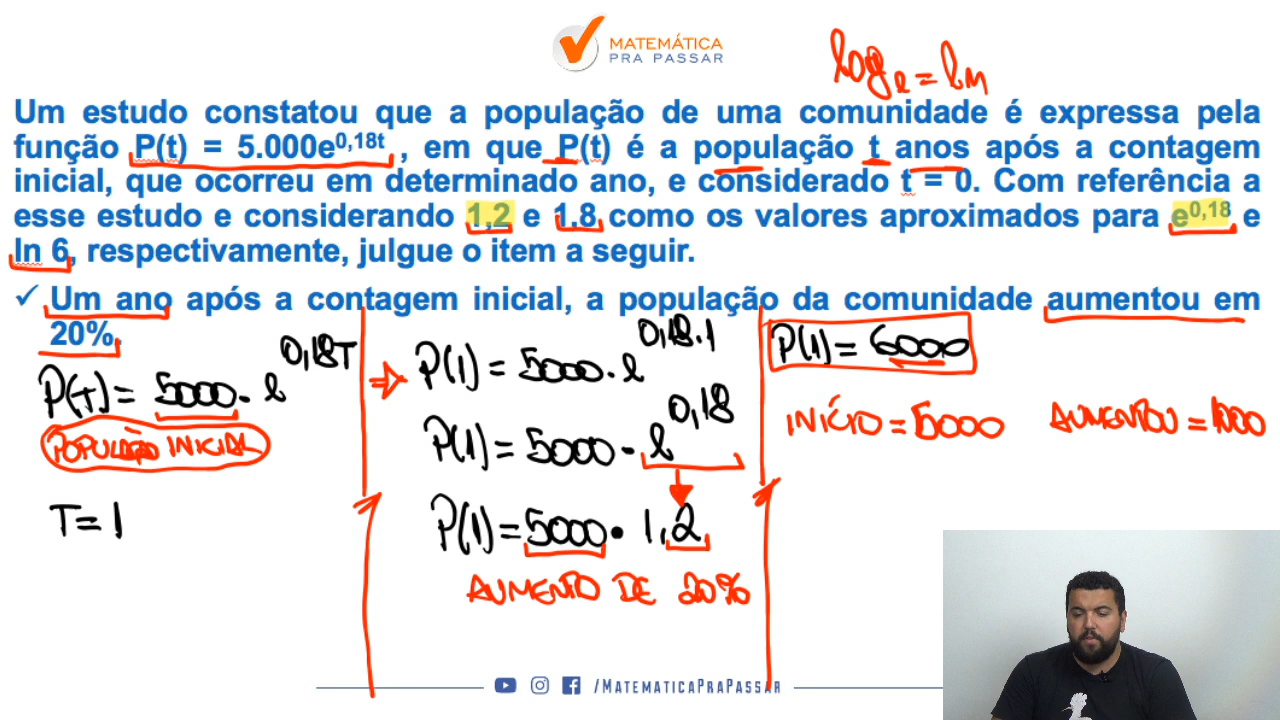 MATEMÁTICA
PRA PASSAR
log e = ln
Um estudo constatou que a população de uma comunidade é expressa pela
função P(t) = 5.000e^0,18t , em que P(t) é a população t anos após a contagem
inicial, que ocorreu em determinado ano, e considerado t = 0. Com referência a
esse estudo e considerando 1,2 e 1,8 como os valores aproximados para e^0,18 e
ln 6, respectivamente, julgue o item a seguir.
✓ Um ano após a contagem inicial, a população da comunidade aumentou em
20%.
P(T) = 5000 · e^0,18T
POPULAÇÃO INICIAL
T = 1
⇒ P(1) = 5000 · e^0,18·1
P(1) = 5000 · e^0,18
P(1) = 5000 · 1,2
AUMENTO DE 20%
P(1) = 6000
INÍCIO = 5000 AUMENTOU = 1000
/MatematicaPraPassar